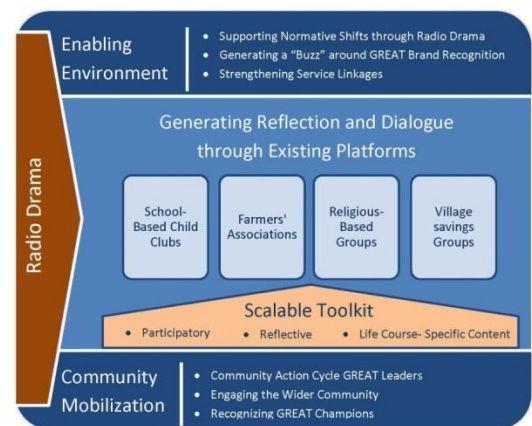 Enabling
Environment
• Supporting Normative Shifts through Radio Drama
• Generating a “Buzz” around GREAT Brand Recognition
• Strengthening Service Linkages
Radio Drama
Generating Reflection and Dialogue
through Existing Platforms
School-
Based Child
Clubs
Farmers'
Associations
Religious-
Based
Groups
Village
savings
Groups
Scalable Toolkit
• Participatory • Reflective • Life Course- Specific Content
Community
Mobilization
• Community Action Cycle GREAT Leaders
• Engaging the Wider Community
• Recognizing GREAT Champions